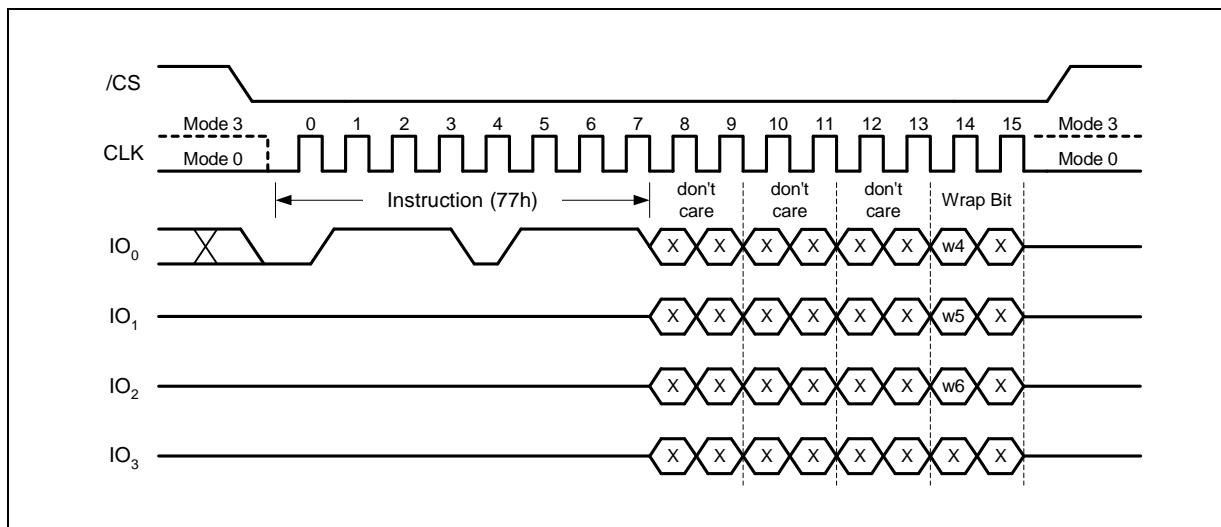 /CS
Mode 3 0 1 2 3 4 5 6 7 8 9 10 11 12 13 14 15 Mode 3
CLK
Mode 0 Mode 0
Instruction (77h) don't care don't care don't care Wrap Bit
IO0 X X X X X X w4 X
IO1 X X X X X X w5 X
IO2 X X X X X X w6 X
IO3 X X X X X X X X